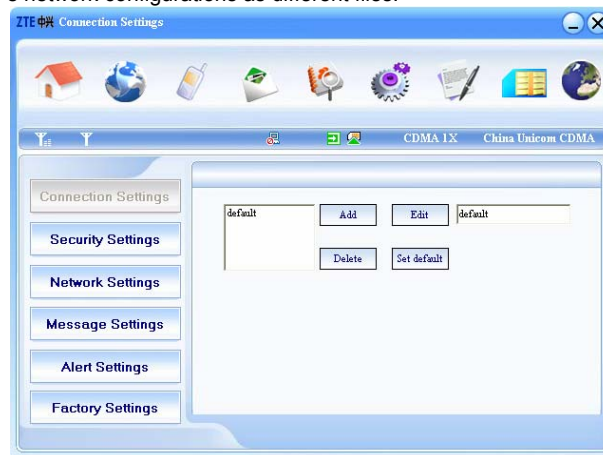 e network configurations as different files.
ZTE中兴 Connection Settings
CDMA 1X China Unicom CDMA
Connection Settings
Security Settings
Network Settings
Message Settings
Alert Settings
Factory Settings
default Add Edit default
Delete Set default